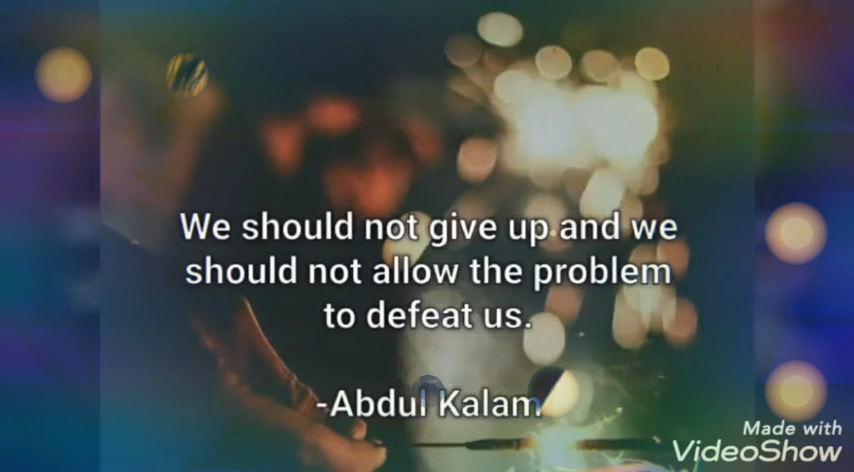 We should not give up and we
should not allow the problem
to defeat us.
-Abdul Kalam
Made with
VideoShow